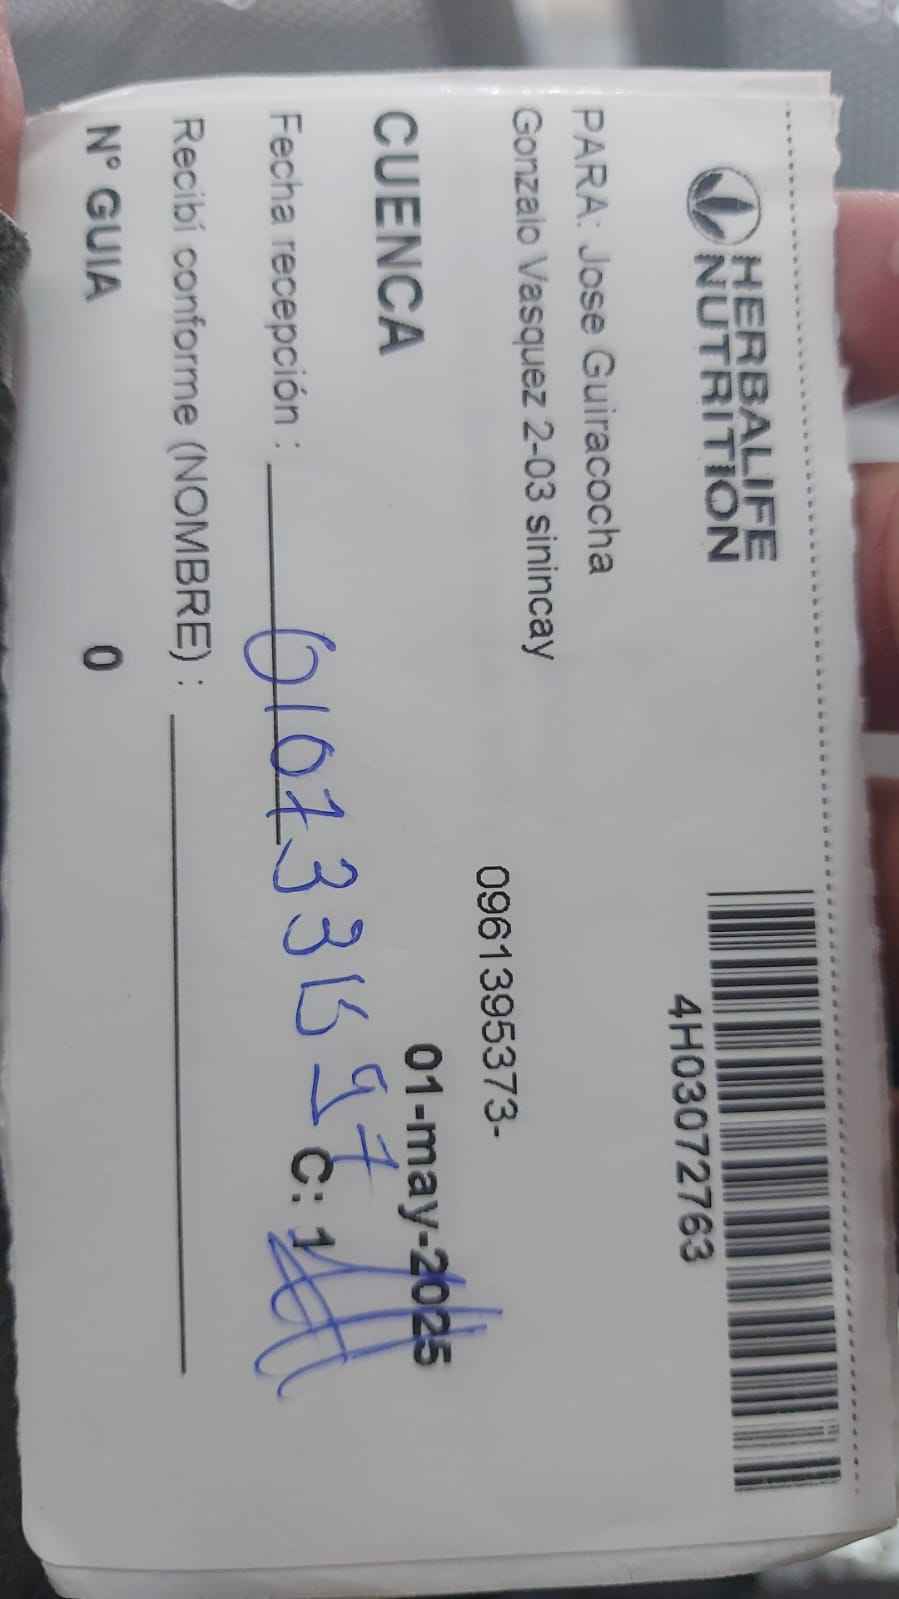 HERBALIFE
NUTRITION
4H03072763
PARA: Jose Guiracocha
Gonzalo Vasquez 2-03 sinincay
0961395373-
CUENCA
01-may-2025
Fecha recepción :
C: 1
Recibí conforme (NOMBRE) :
N° GUIA 0